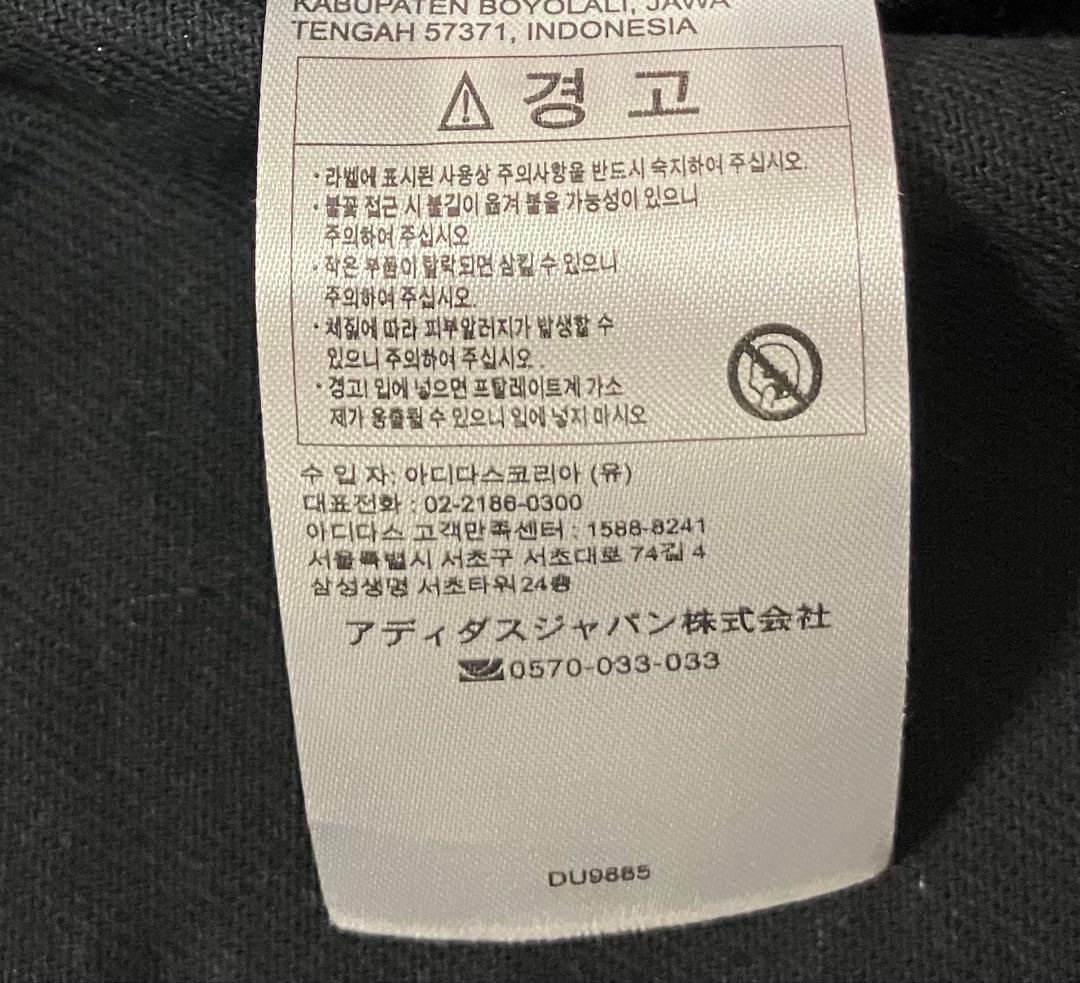 KABUPATEN BOYOLALI, JAWA
TENGAH 57371, INDONESIA
경 고
· 라벨에 표시된 사용상 주의사항을 반드시 숙지하여 주십시오.
· 불꽃 접근 시 불길이 옮겨 붙을 가능성이 있으니
주의하여 주십시오
· 작은 부품이 탈락되면 삼킬 수 있으니
주의하여 주십시오.
· 체질에 따라 피부알러지가 발생할 수
있으니 주의하여 주십시오.
· 경고! 입에 넣으면 프탈레이트계 가소
제가 용출될 수 있으니 입에 넣지 마시오
수 입 자: 아디다스코리아 (유)
대표전화 : 02-2186-0300
아디다스 고객만족센터 : 1588-8241
서울특별시 서초구 서초대로 74길 4
삼성생명 서초타워 24층
アディダスジャパン株式会社
0570-033-033
DU9885